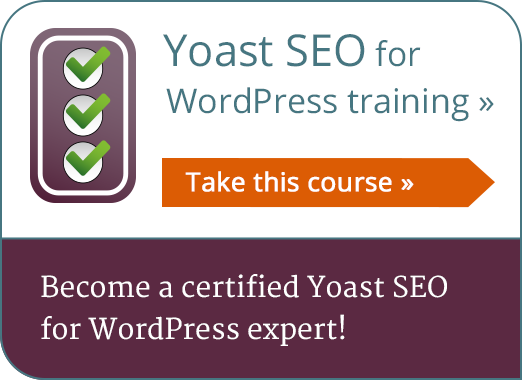 Yoast SEO for
WordPress training »
Take this course »
Become a certified Yoast SEO
for WordPress expert!